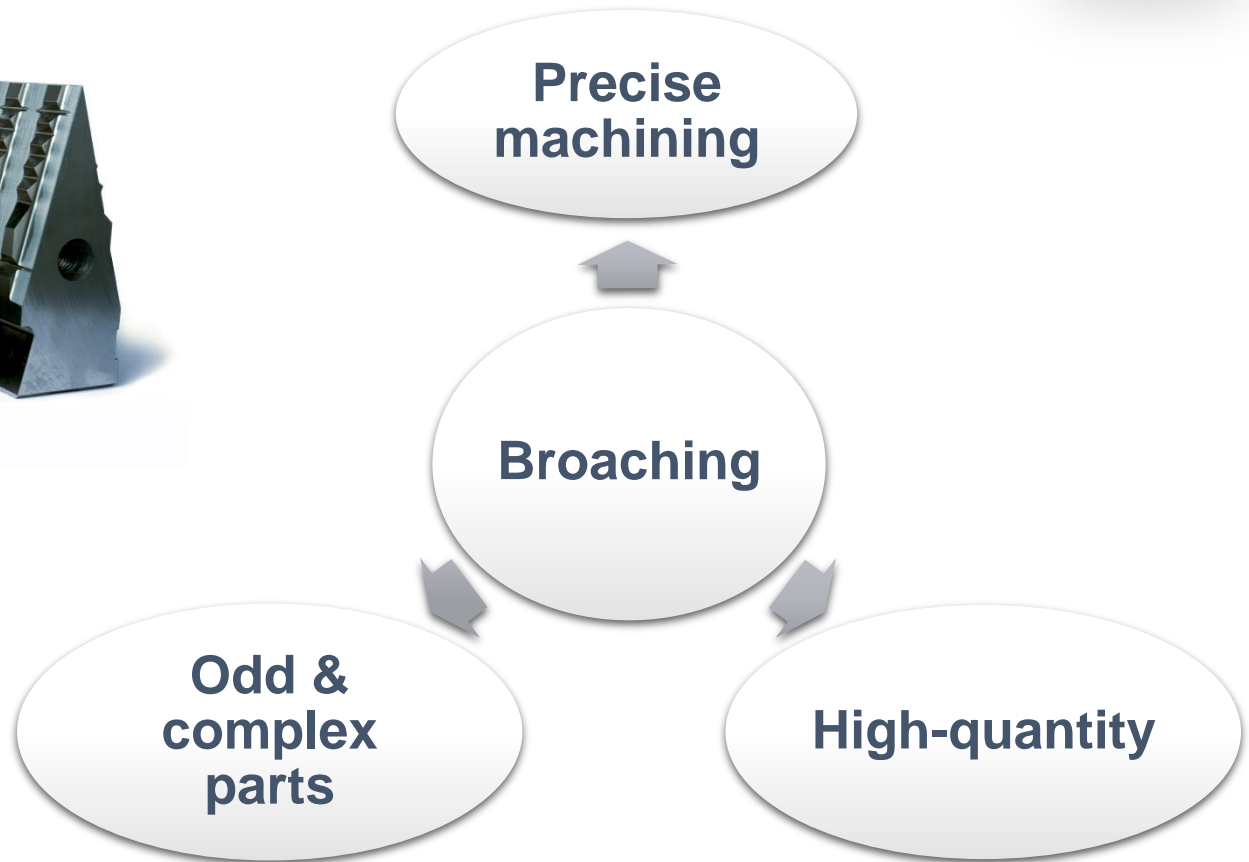 Precise
machining
Broaching
Odd &
complex
parts
High-quantity